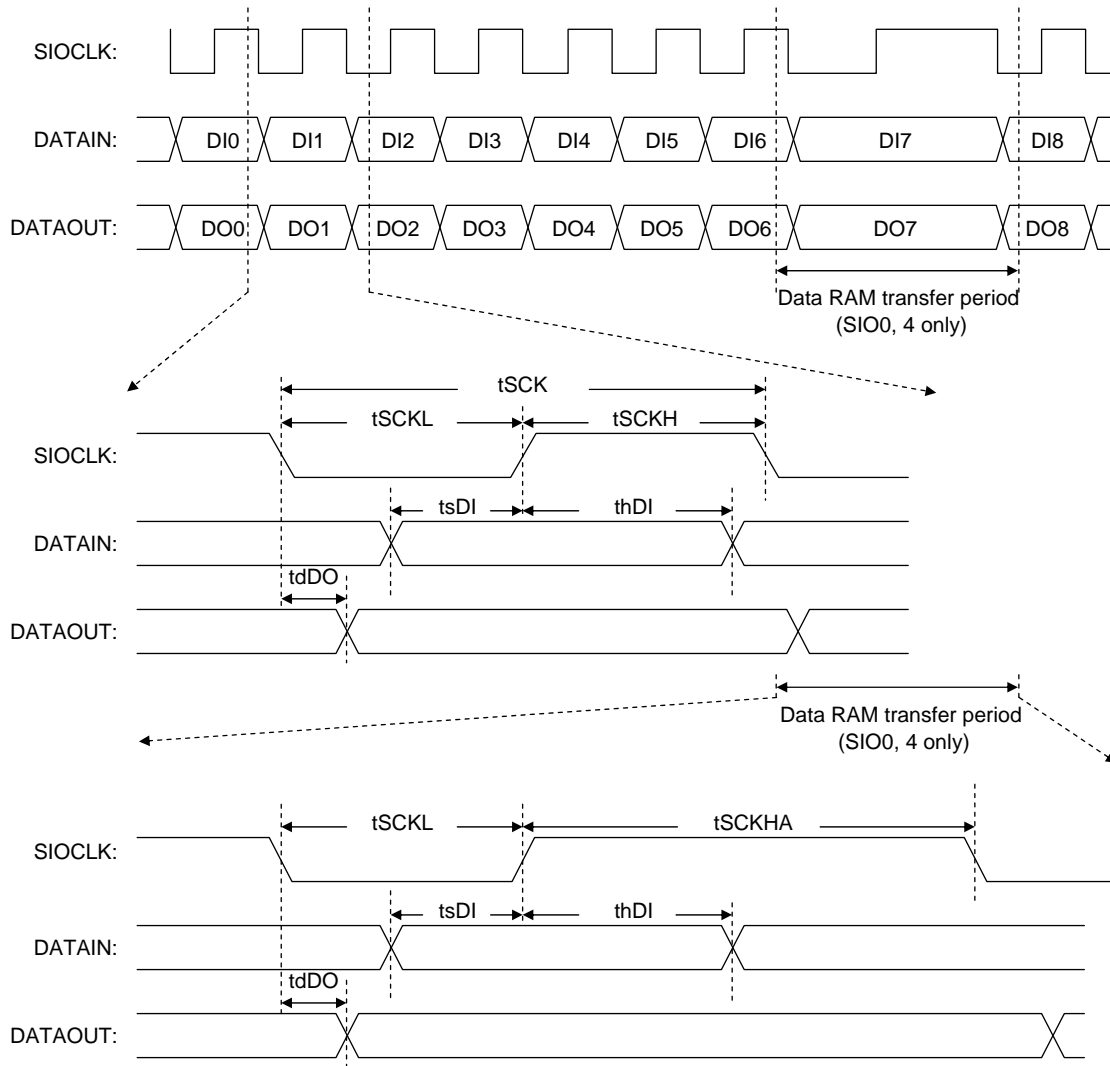 SIOCLK:
DATAIN: DI0 DI1 DI2 DI3 DI4 DI5 DI6 DI7 DI8
DATAOUT: DO0 DO1 DO2 DO3 DO4 DO5 DO6 DO7 DO8
Data RAM transfer period
(SIO0, 4 only)
tSCK
tSCKL tSCKH
SIOCLK:
tsDI thDI
DATAIN:
tdDO
DATAOUT:
Data RAM transfer period
(SIO0, 4 only)
tSCKL tSCKHA
SIOCLK:
tsDI thDI
DATAIN:
tdDO
DATAOUT: